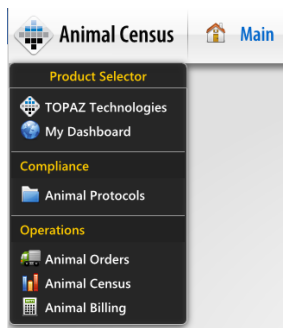 Animal Census
Main
Product Selector
TOPAZ Technologies
My Dashboard
Compliance
Animal Protocols
Operations
Animal Orders
Animal Census
Animal Billing